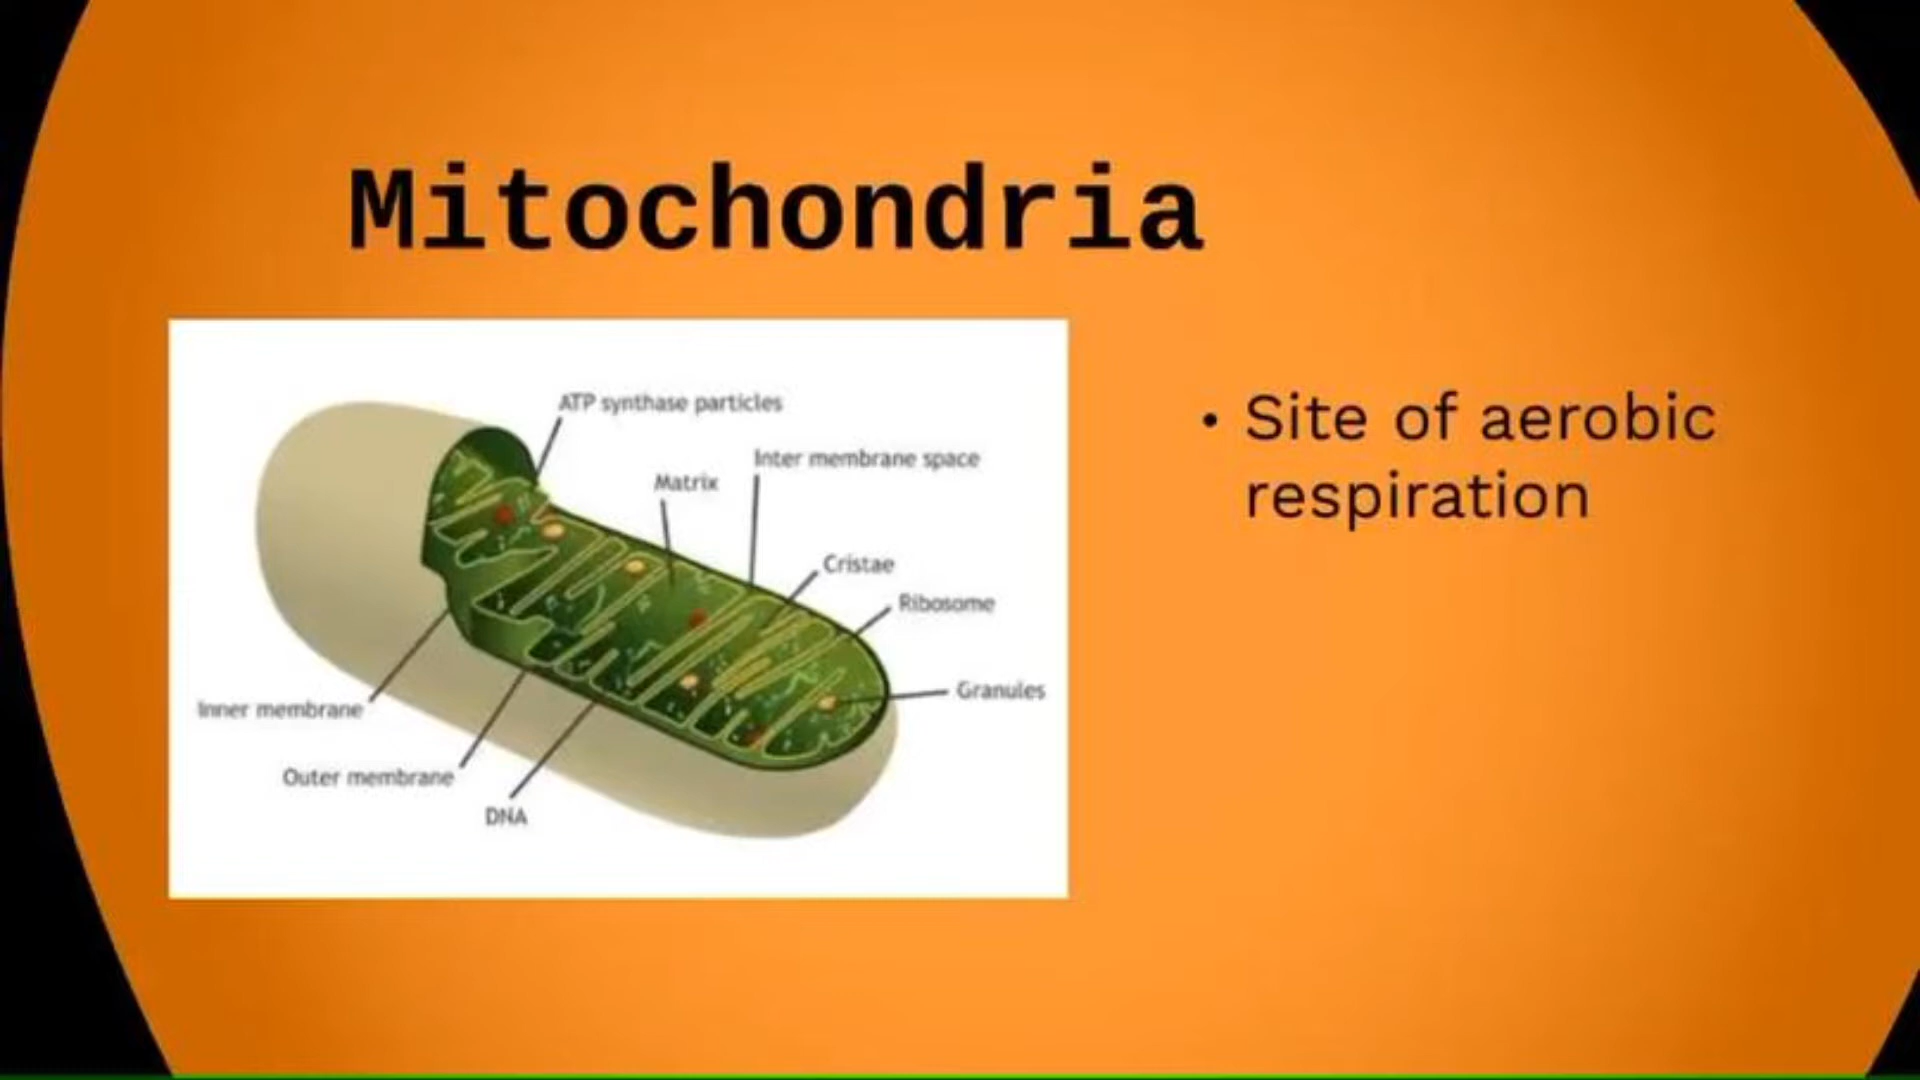 Mitochondria
ATP synthase particles
Inter membrane space
Matrix
Cristae
Ribosome
Granules
Inner membrane
Outer membrane
DNA
• Site of aerobic
respiration